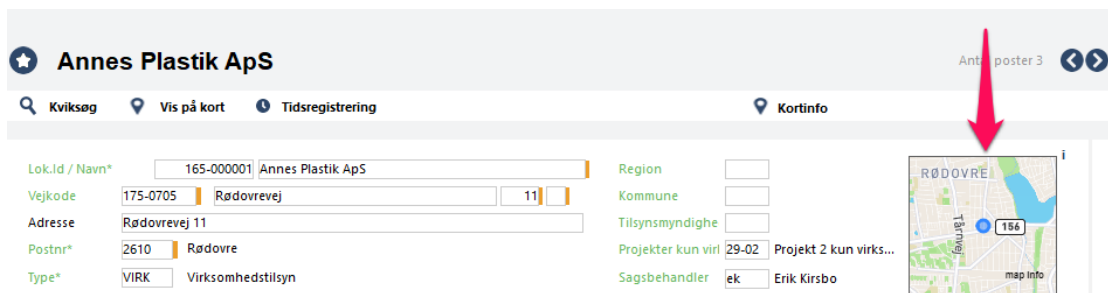 Annes Plastik ApS
Antal poster 3
Kviksøg Vis på kort Tidsregistrering Kortinfo
Lok.Id / Navn* 165-000001 Annes Plastik ApS Region i
Vejkode 175-0705 Rødovrevej 11 Kommune
Adresse Rødovrevej 11 Tilsynsmyndighe
Postnr* 2610 Rødovre Projekter kun virl 29-02 Projekt 2 kun virks...
Type* VIRK Virksomhedstilsyn Sagsbehandler ek Erik Kirsbo
RØDOVRE
Tårnvej
156
map info